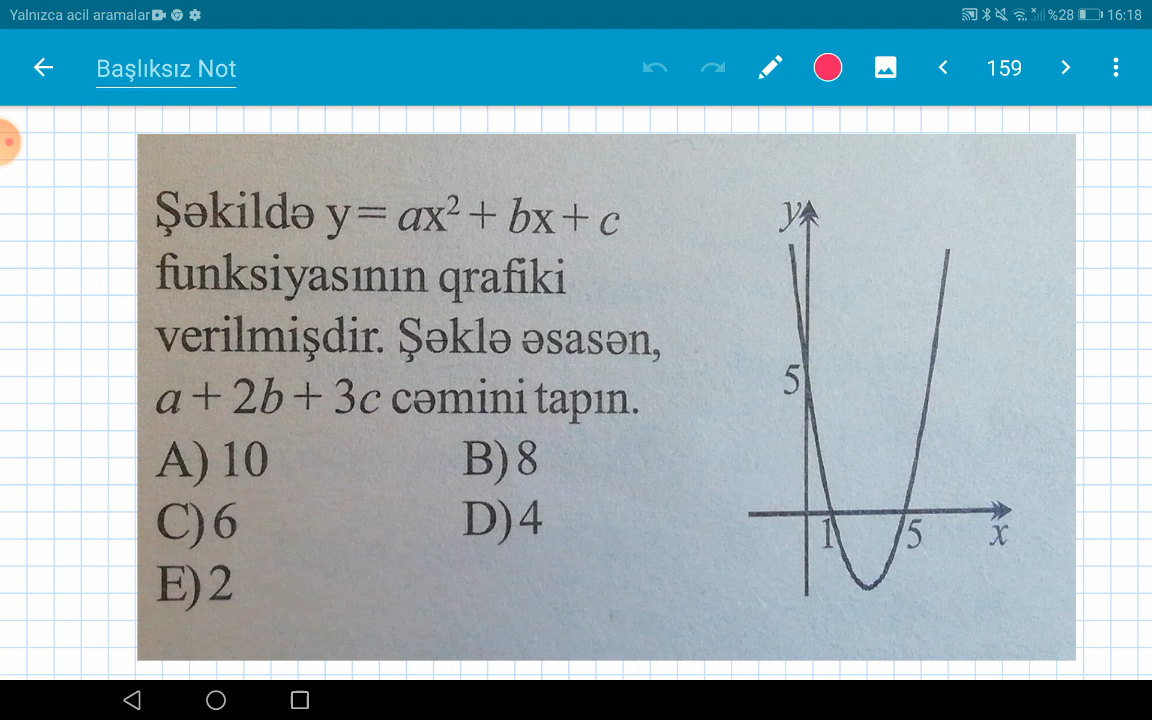 Yalnızca acil aramalar
%28 16:18
Başlıksız Not
159
Şəkildə y = ax² + bx + c
funksiyasının qrafiki
verilmişdir. Şəklə əsasən,
a + 2b + 3c cəmini tapın.
A) 10 B) 8
C) 6 D) 4
E) 2
y
5
1 5 x